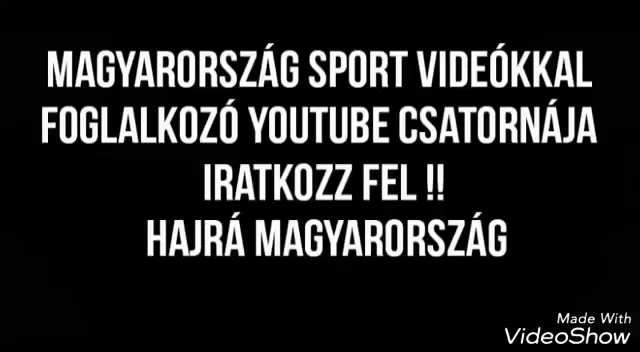 MAGYARORSZÁG SPORT VIDEÓKKAL
FOGLALKOZÓ YOUTUBE CSATORNÁJA
IRATKOZZ FEL !!
HAJRÁ MAGYARORSZÁG
Made With
VideoShow